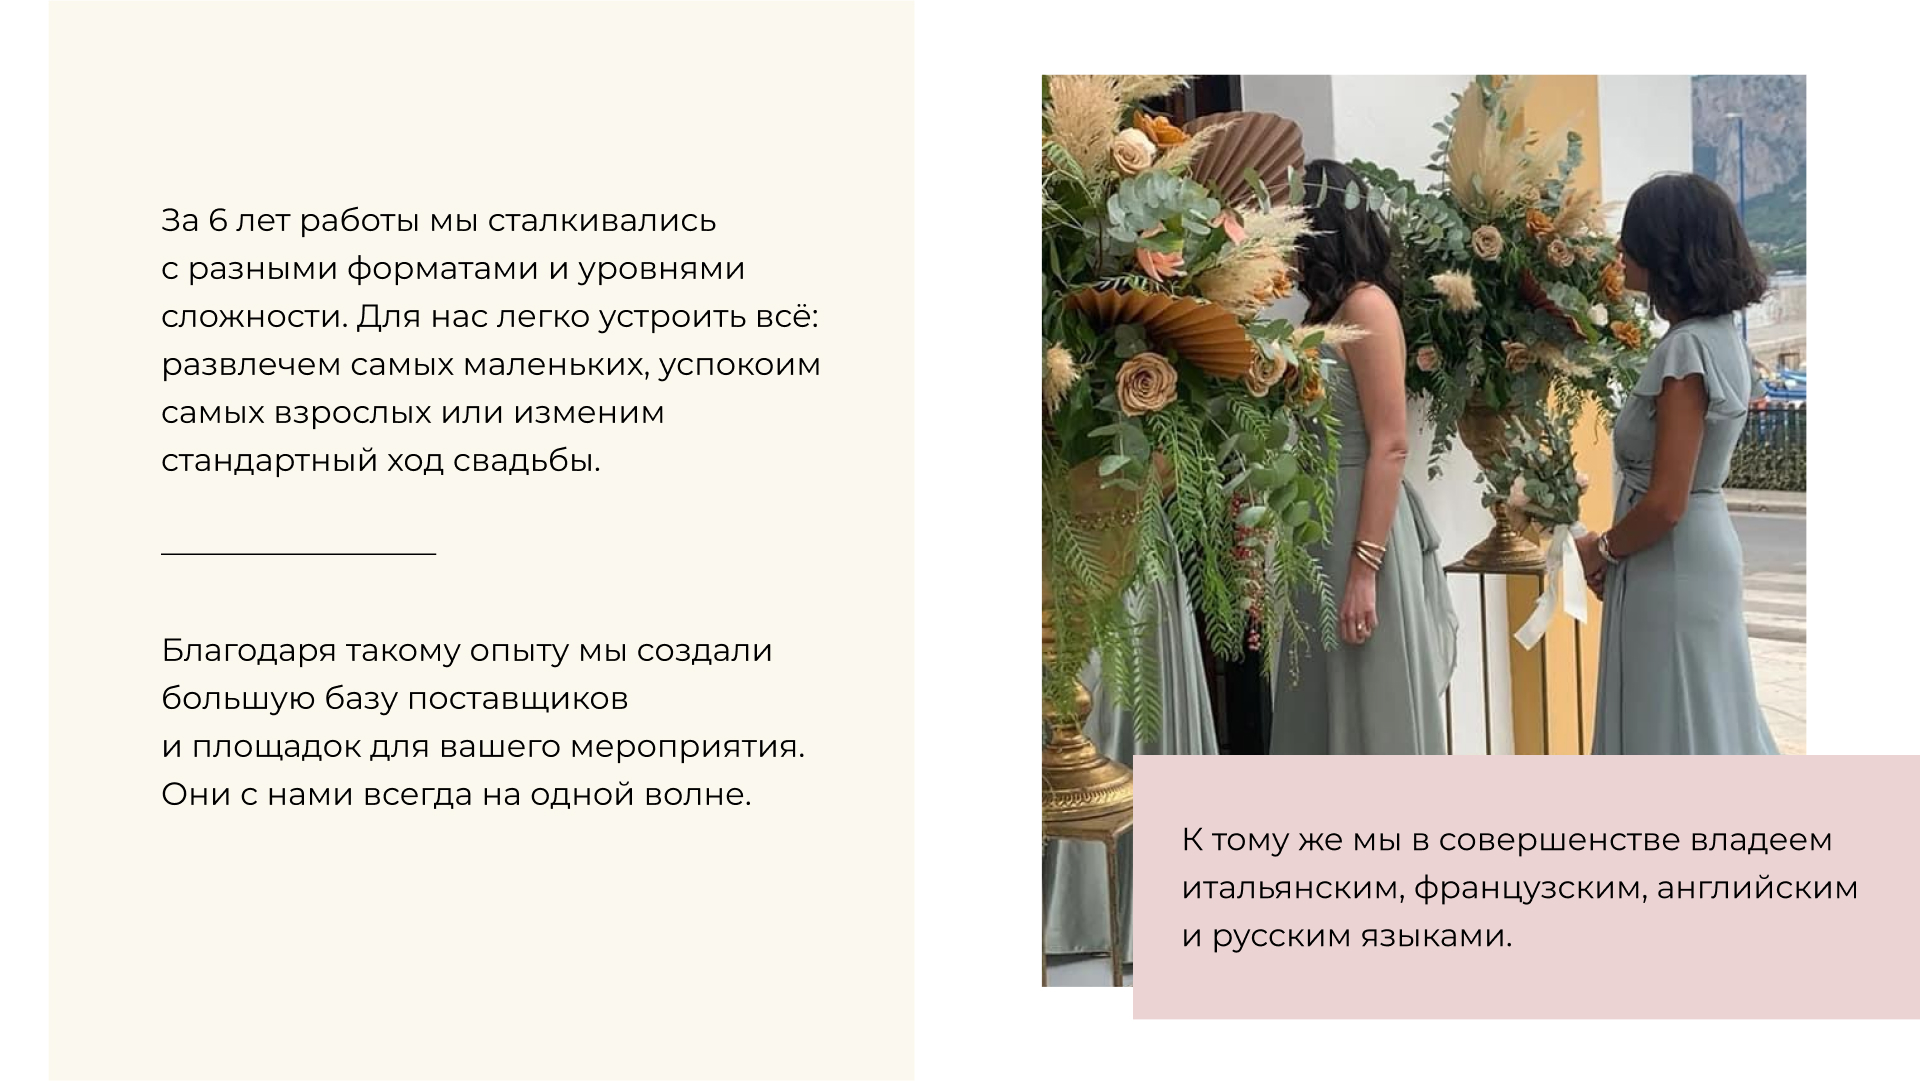 За 6 лет работы мы сталкивались
с разными форматами и уровнями
сложности. Для нас легко устроить всё:
развлечем самых маленьких, успокоим
самых взрослых или изменим
стандартный ход свадьбы.
Благодаря такому опыту мы создали
большую базу поставщиков
и площадок для вашего мероприятия.
Они с нами всегда на одной волне.
К тому же мы в совершенстве владеем
итальянским, французским, английским
и русским языками.